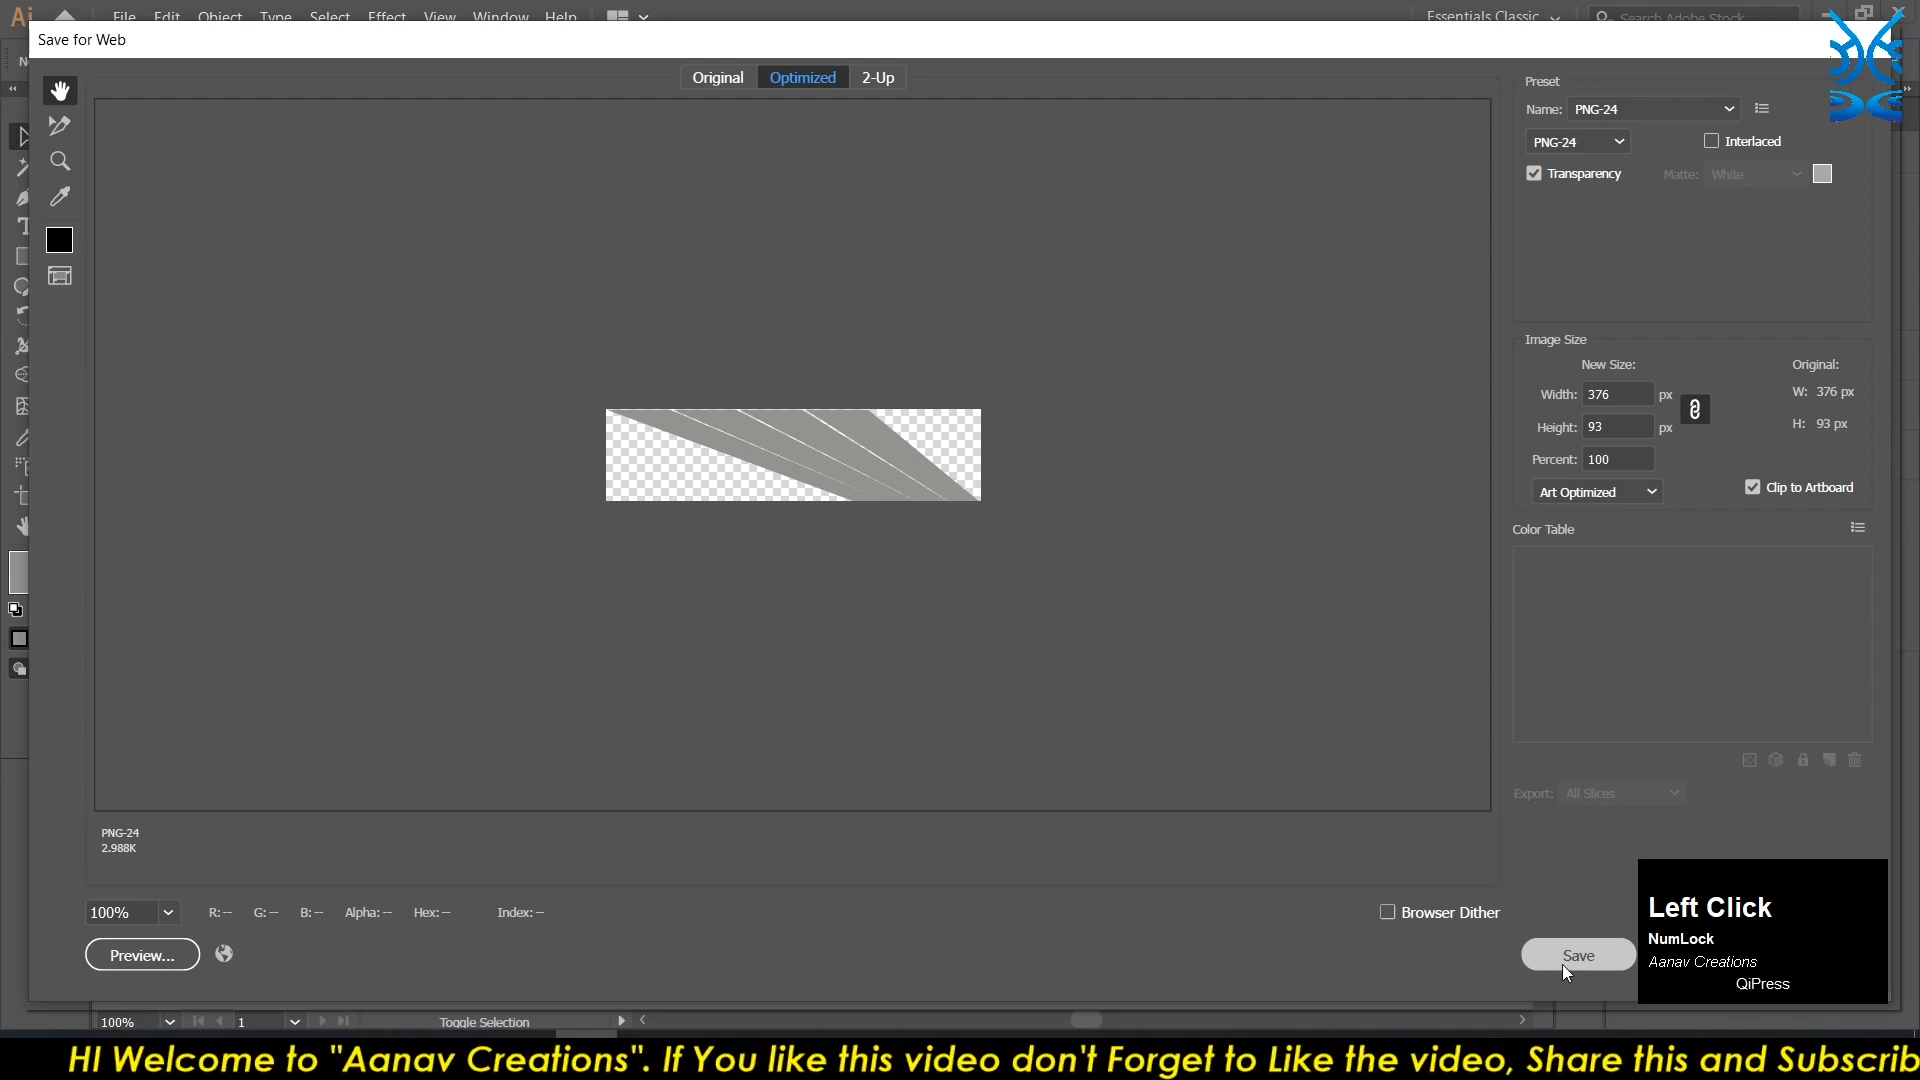 Ai File Edit Object Type Select Effect View Window Help Essentials Classic Search Adobe Stock
Save for Web
Original Optimized 2-Up
Preset
Name: PNG-24
PNG-24 Interlaced
Transparency Matte: White
Image Size
New Size: Original:
Width: 376 px W: 376 px
Height: 93 px H: 93 px
Percent: 100
Art Optimized Clip to Artboard
Color Table
Export: All Slices
PNG-24
2.988K
100% R: -- G: -- B: -- Alpha: -- Hex: -- Index: -- Browser Dither
Preview... Save
Left Click
NumLock
Aanav Creations
QiPress
100% 1 Toggle Selection
HI Welcome to "Aanav Creations". If You like this video don't Forget to Like the video, Share this and Subscrib